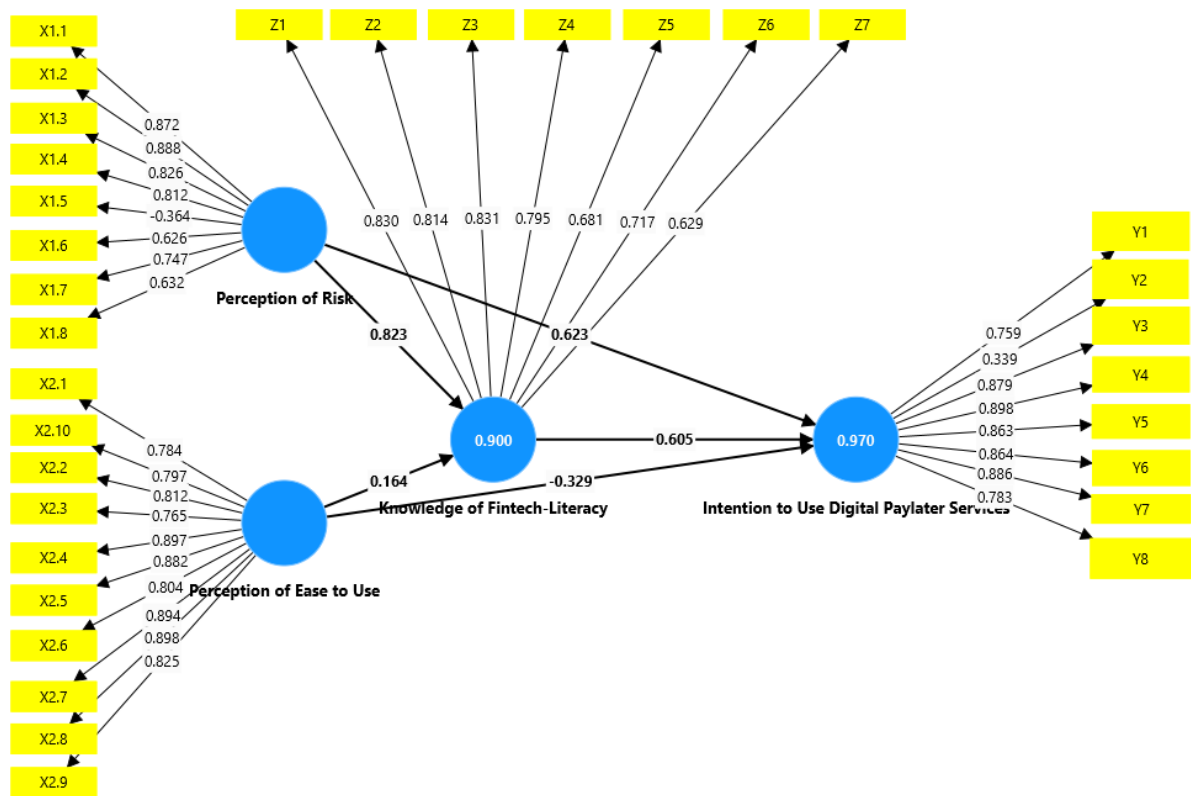 X1.1
X1.2
X1.3
X1.4
X1.5
X1.6
X1.7
X1.8
0.872
0.888
0.826
0.812
-0.364
0.626
0.747
0.632
Perception of Risk
Z1
Z2
Z3
Z4
Z5
Z6
Z7
0.830
0.814
0.831
0.795
0.681
0.717
0.629
0.823
0.623
X2.1
X2.10
X2.2
X2.3
X2.4
X2.5
X2.6
X2.7
X2.8
X2.9
0.784
0.797
0.812
0.765
0.897
0.882
0.804
0.894
0.898
0.825
Perception of Ease to Use
0.164
-0.329
0.900
Knowledge of Fintech-Literacy
0.605
0.970
Intention to Use Digital Paylater Services
0.759
0.339
0.879
0.898
0.863
0.864
0.886
0.783
Y1
Y2
Y3
Y4
Y5
Y6
Y7
Y8